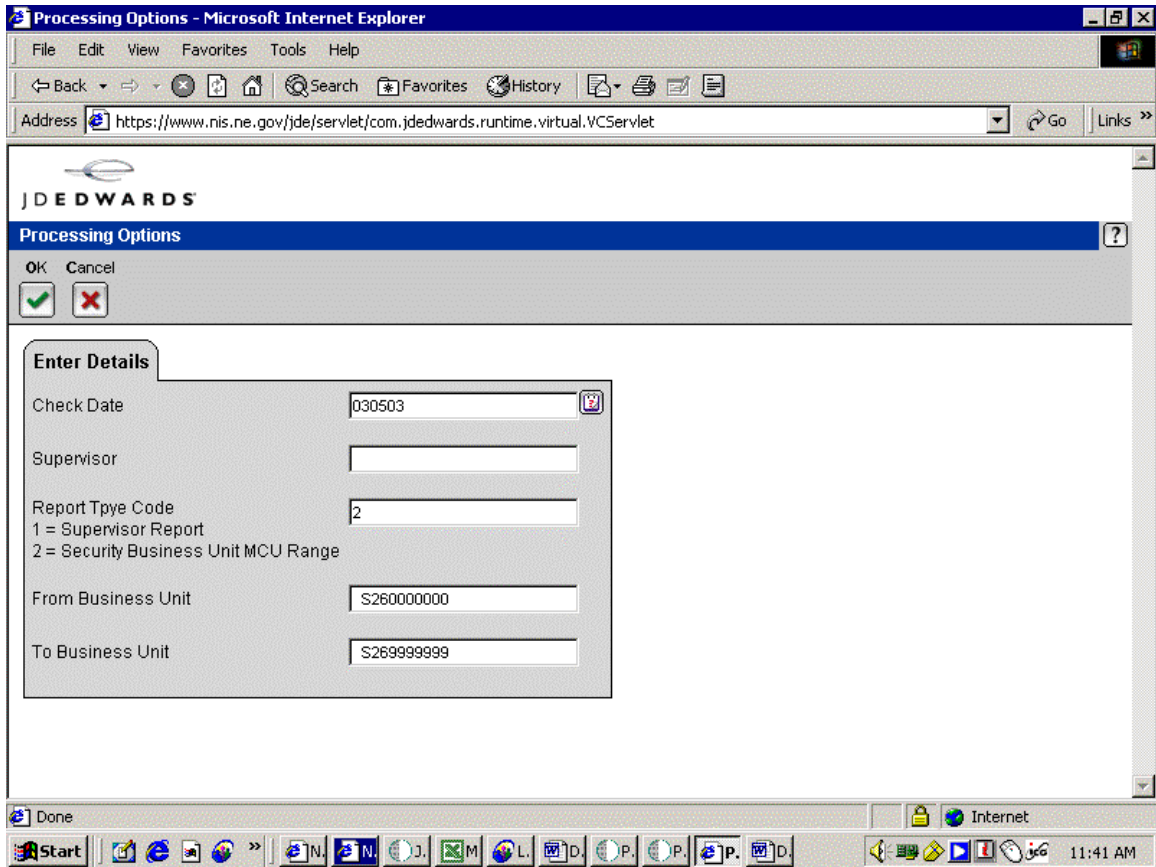 Processing Options - Microsoft Internet Explorer
File Edit View Favorites Tools Help
Back Search Favorites History
Address https://www.nis.ne.gov/jde/servlet/com.jdedwards.runtime.virtual.VCServlet Go Links »
JDEDWARDS
Processing Options ?
OK Cancel
Enter Details
Check Date 030503
Supervisor
Report Tpye Code 2
1 = Supervisor Report
2 = Security Business Unit MCU Range
From Business Unit S260000000
To Business Unit S269999999
Done Internet
Start » N. N. J. M L. D. P. P. P. D. 11:41 AM